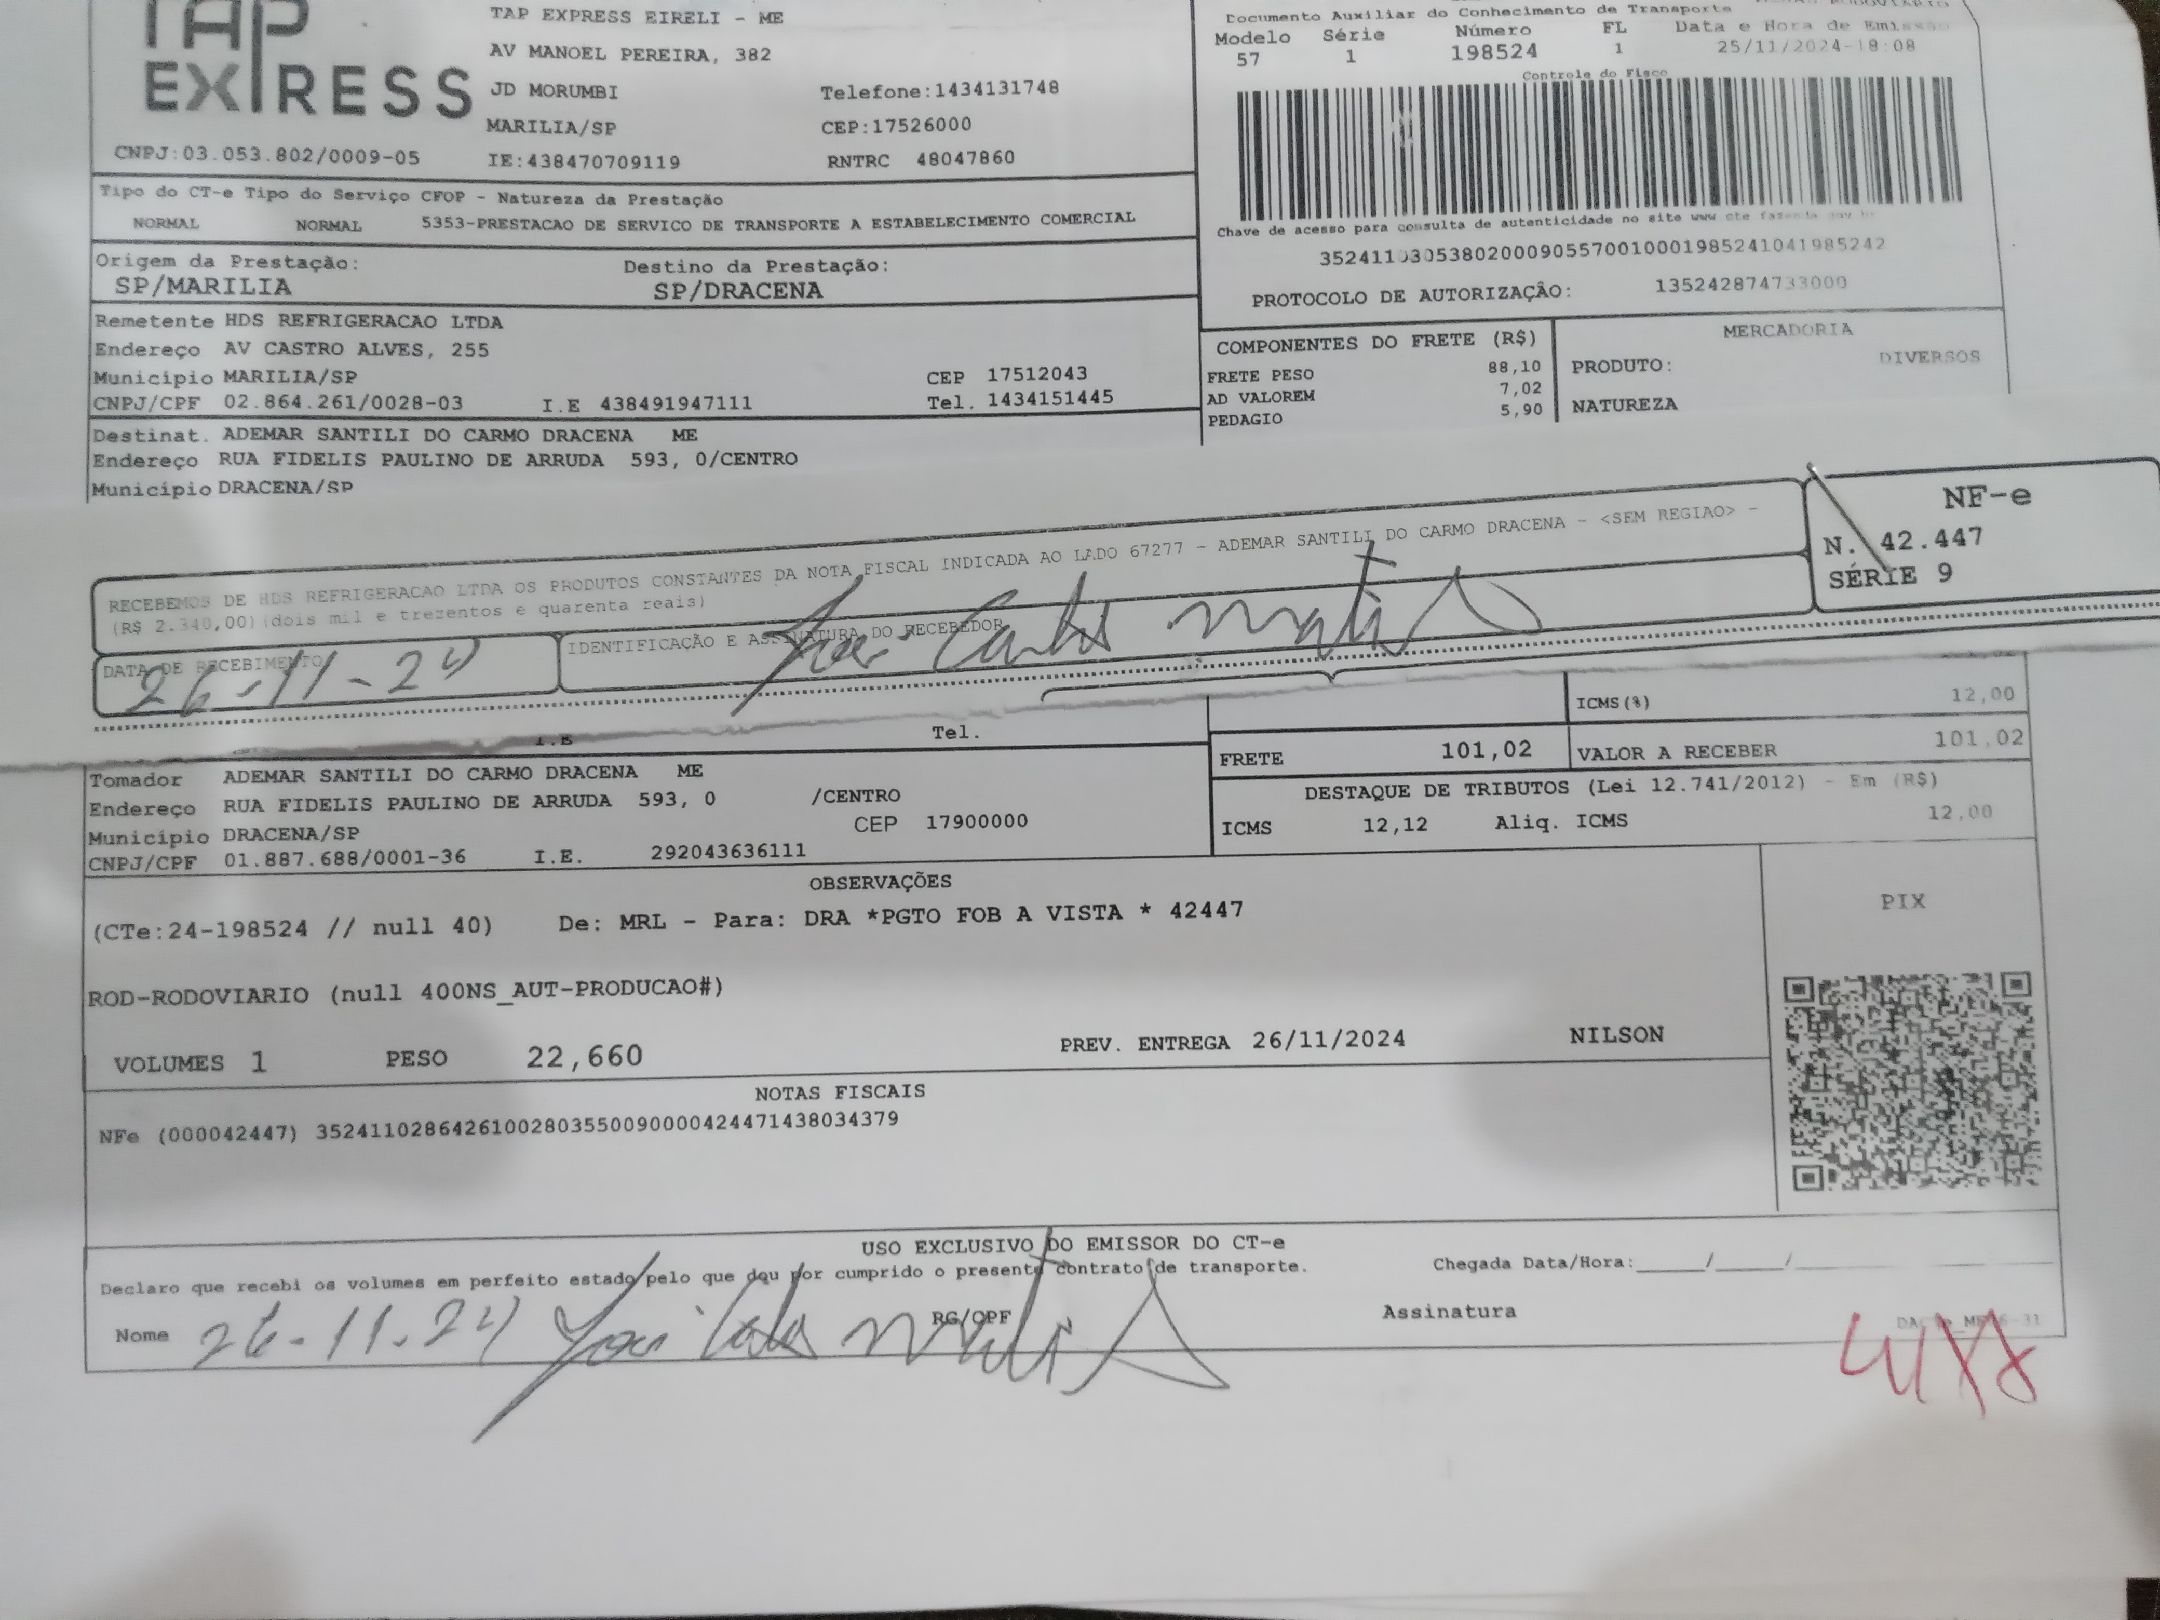 TAP EXPRESS
TAP EXPRESS EIRELI - ME
AV MANOEL PEREIRA, 382
JD MORUMBI Telefone:1434131748
MARILIA/SP CEP:17526000
CNPJ:03.053.802/0009-05 IE:438470709119 RNTRC 48047860
Documento Auxiliar do Conhecimento de Transporte
Modelo Série Número FL Data e Hora de Emissão
57 1 198524 1 25/11/2024-18:08
Controle do Fisco
Chave de acesso para consulta de autenticidade no site www cte fazenda gov br
PROTOCOLO DE AUTORIZAÇÃO: 135242874733000
Tipo do CT-e Tipo do Serviço CFOP - Natureza da Prestação
NORMAL NORMAL 5353-PRESTACAO DE SERVICO DE TRANSPORTE A ESTABELECIMENTO COMERCIAL
Origem da Prestação: Destino da Prestação:
SP/MARILIA SP/DRACENA
Remetente HDS REFRIGERACAO LTDA
Endereço AV CASTRO ALVES, 255
Município MARILIA/SP CEP 17512043
CNPJ/CPF 02.864.261/0028-03 I.E 438491947111 Tel. 1434151445
COMPONENTES DO FRETE (R$)
FRETE PESO 88,10
AD VALOREM 7,02
PEDAGIO 5,90
MERCADORIA
PRODUTO: DIVERSOS
NATUREZA
Destinat. ADEMAR SANTILI DO CARMO DRACENA ME
Endereço RUA FIDELIS PAULINO DE ARRUDA 593, 0/CENTRO
Município DRACENA/SP
RECEBEMOS DE HDS REFRIGERACAO LTDA OS PRODUTOS CONSTANTES DA NOTA FISCAL INDICADA AO LADO 67277 - ADEMAR SANTILI DO CARMO DRACENA - <SEM REGIAO> -
(R$ 2.340,00)(dois mil e trezentos e quarenta reais)
DATA DE RECEBIMENTO IDENTIFICAÇÃO E ASSINATURA DO RECEBEDOR
26-11-24
NF-e
N. 42.447
SÉRIE 9
I.E Tel.
ICMS(%) 12,00
FRETE 101,02 VALOR A RECEBER 101,02
Tomador ADEMAR SANTILI DO CARMO DRACENA ME
Endereço RUA FIDELIS PAULINO DE ARRUDA 593, 0 /CENTRO
Município DRACENA/SP CEP 17900000
CNPJ/CPF 01.887.688/0001-36 I.E. 292043636111
DESTAQUE DE TRIBUTOS (Lei 12.741/2012) - Em (R$)
ICMS 12,12 Aliq. ICMS 12,00
OBSERVAÇÕES
(CTe:24-198524 // null 40) De: MRL - Para: DRA *PGTO FOB A VISTA * 42447
ROD-RODOVIARIO (null 400NS_AUT-PRODUCAO#)
VOLUMES 1 PESO 22,660 PREV. ENTREGA 26/11/2024 NILSON
PIX
NOTAS FISCAIS
NFe (000042447) 35241102864261002803550090000424471438034379
USO EXCLUSIVO DO EMISSOR DO CT-e
Declaro que recebi os volumes em perfeito estado pelo que dou por cumprido o presente contrato de transporte. Chegada Data/Hora:_____/_____/
Nome 26-11-24 RG/CPF Assinatura